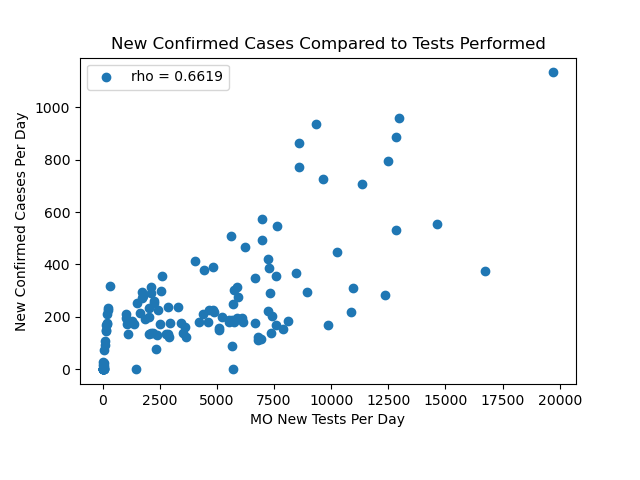 New Confirmed Cases Compared to Tests Performed
rho = 0.6619
New Confirmed Caeses Per Day
1000
800
600
400
200
0
0 2500 5000 7500 10000 12500 15000 17500 20000
MO New Tests Per Day